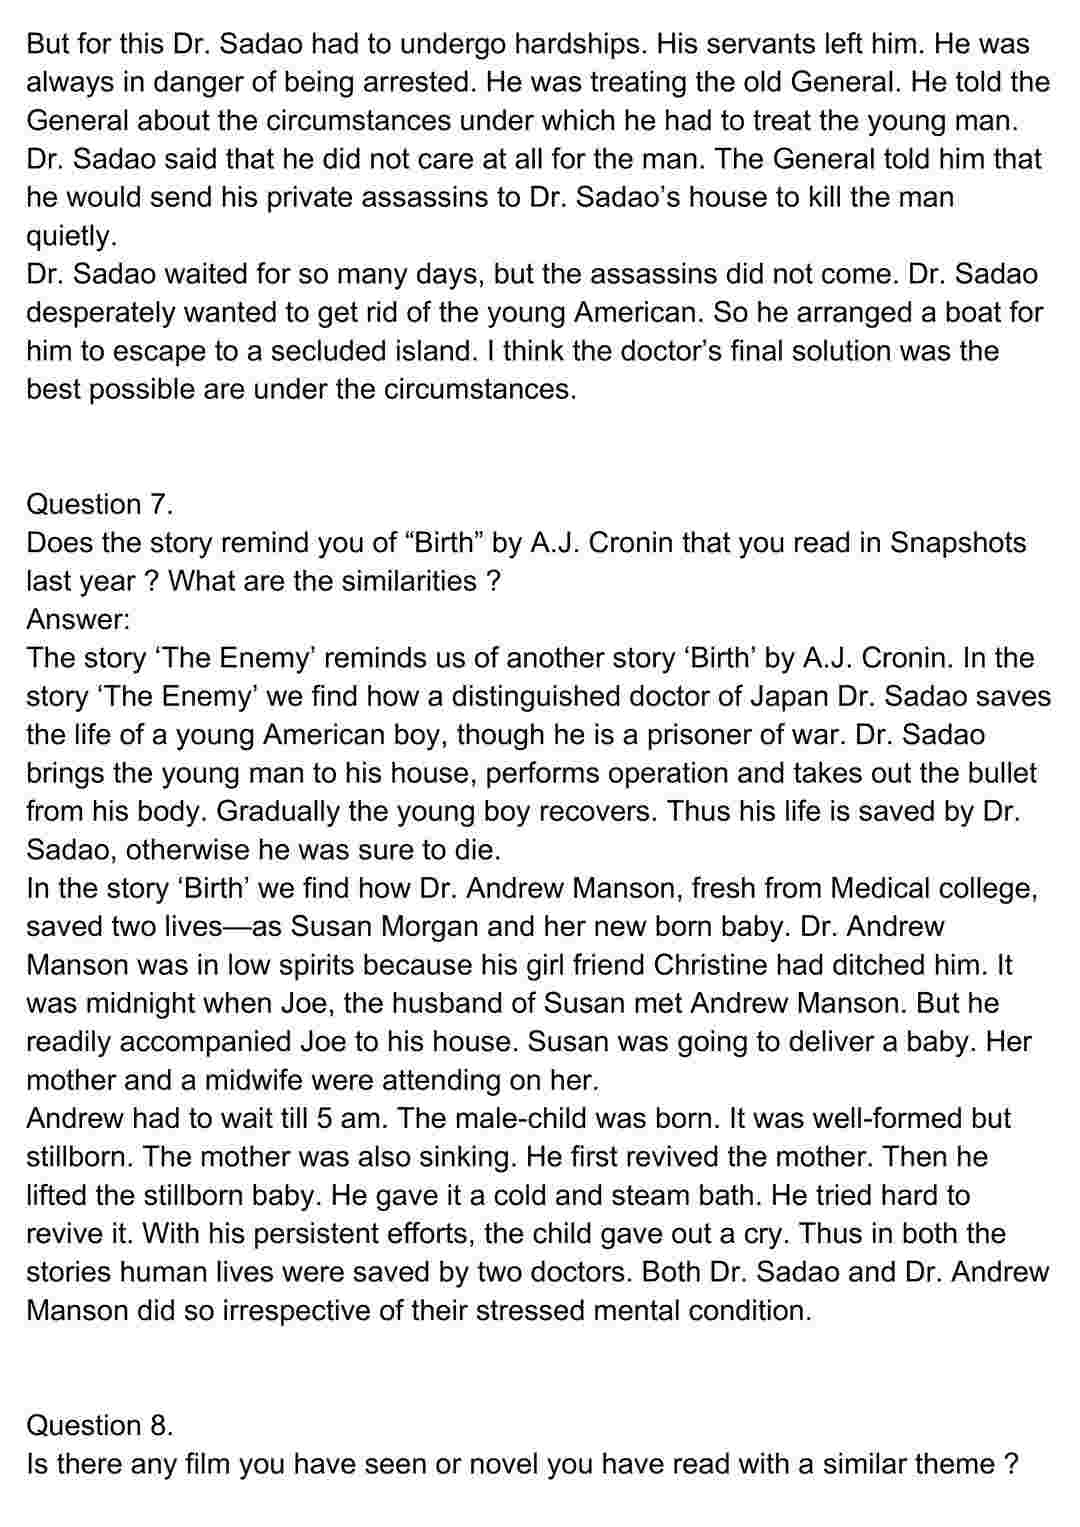 But for this Dr. Sadao had to undergo hardships. His servants left him. He was
always in danger of being arrested. He was treating the old General. He told the
General about the circumstances under which he had to treat the young man.
Dr. Sadao said that he did not care at all for the man. The General told him that
he would send his private assassins to Dr. Sadao’s house to kill the man
quietly.
Dr. Sadao waited for so many days, but the assassins did not come. Dr. Sadao
desperately wanted to get rid of the young American. So he arranged a boat for
him to escape to a secluded island. I think the doctor’s final solution was the
best possible are under the circumstances.
Question 7.
Does the story remind you of “Birth” by A.J. Cronin that you read in Snapshots
last year ? What are the similarities ?
Answer:
The story ‘The Enemy’ reminds us of another story ‘Birth’ by A.J. Cronin. In the
story ‘The Enemy’ we find how a distinguished doctor of Japan Dr. Sadao saves
the life of a young American boy, though he is a prisoner of war. Dr. Sadao
brings the young man to his house, performs operation and takes out the bullet
from his body. Gradually the young boy recovers. Thus his life is saved by Dr.
Sadao, otherwise he was sure to die.
In the story ‘Birth’ we find how Dr. Andrew Manson, fresh from Medical college,
saved two lives—as Susan Morgan and her new born baby. Dr. Andrew
Manson was in low spirits because his girl friend Christine had ditched him. It
was midnight when Joe, the husband of Susan met Andrew Manson. But he
readily accompanied Joe to his house. Susan was going to deliver a baby. Her
mother and a midwife were attending on her.
Andrew had to wait till 5 am. The male-child was born. It was well-formed but
stillborn. The mother was also sinking. He first revived the mother. Then he
lifted the stillborn baby. He gave it a cold and steam bath. He tried hard to
revive it. With his persistent efforts, the child gave out a cry. Thus in both the
stories human lives were saved by two doctors. Both Dr. Sadao and Dr. Andrew
Manson did so irrespective of their stressed mental condition.
Question 8.
Is there any film you have seen or novel you have read with a similar theme ?